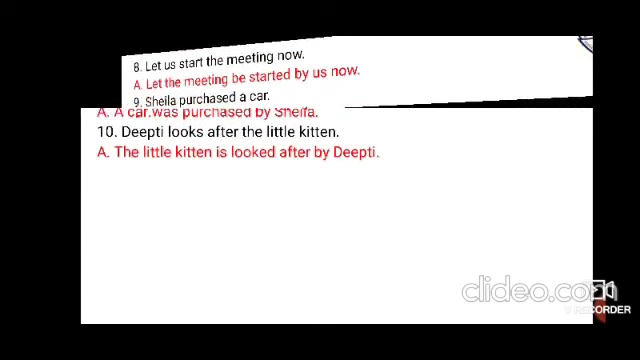 8. Let us start the meeting now.
A. Let the meeting be started by us now.
9. Sheila purchased a car.
A. A car.was purchased by Sheila.
10. Deepti looks after the little kitten.
A. The little kitten is looked after by Deepti.
clideo.com
RECORDER